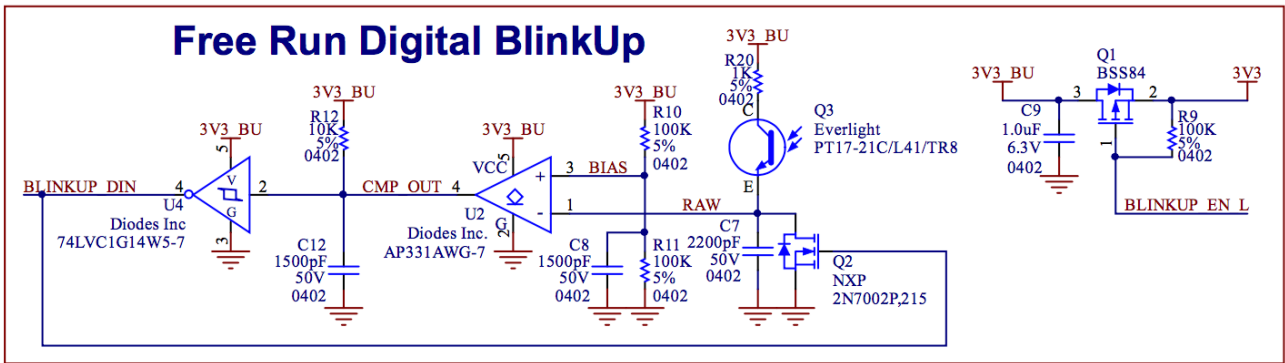 Free Run Digital BlinkUp
3V3_BU
R20
1K
5%
0402
C
Q3
Everlight
PT17-21C/L41/TR8
E
3V3_BU
R12
10K
5%
0402
3V3_BU
R10
100K
5%
0402
3V3_BU
5
V
G
3
4
2
BLINKUP_DIN
U4
Diodes Inc
74LVC1G14W5-7
CMP_OUT
4
3V3_BU
VCC
5
+
-
3
1
BIAS
RAW
U2
G
2
Diodes Inc.
AP331AWG-7
C12
1500pF
50V
0402
C8
1500pF
50V
0402
R11
100K
5%
0402
C7
2200pF
50V
0402
Q2
NXP
2N7002P,215
Q1
BSS84
3V3_BU
3
2
3V3
C9
1.0uF
6.3V
0402
1
R9
100K
5%
0402
BLINKUP_EN_L